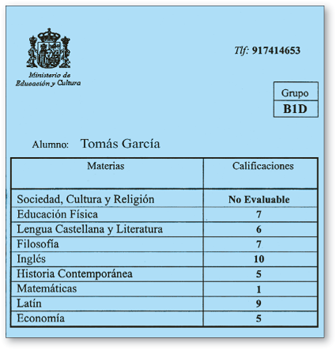 Tlf: 917414653
Ministerio de
Educación y Cultura
Grupo
B1D
Alumno: Tomás García
Materias Calificaciones
Sociedad, Cultura y Religión No Evaluable
Educación Física 7
Lengua Castellana y Literatura 6
Filosofía 7
Inglés 10
Historia Contemporánea 5
Matemáticas 1
Latín 9
Economía 5